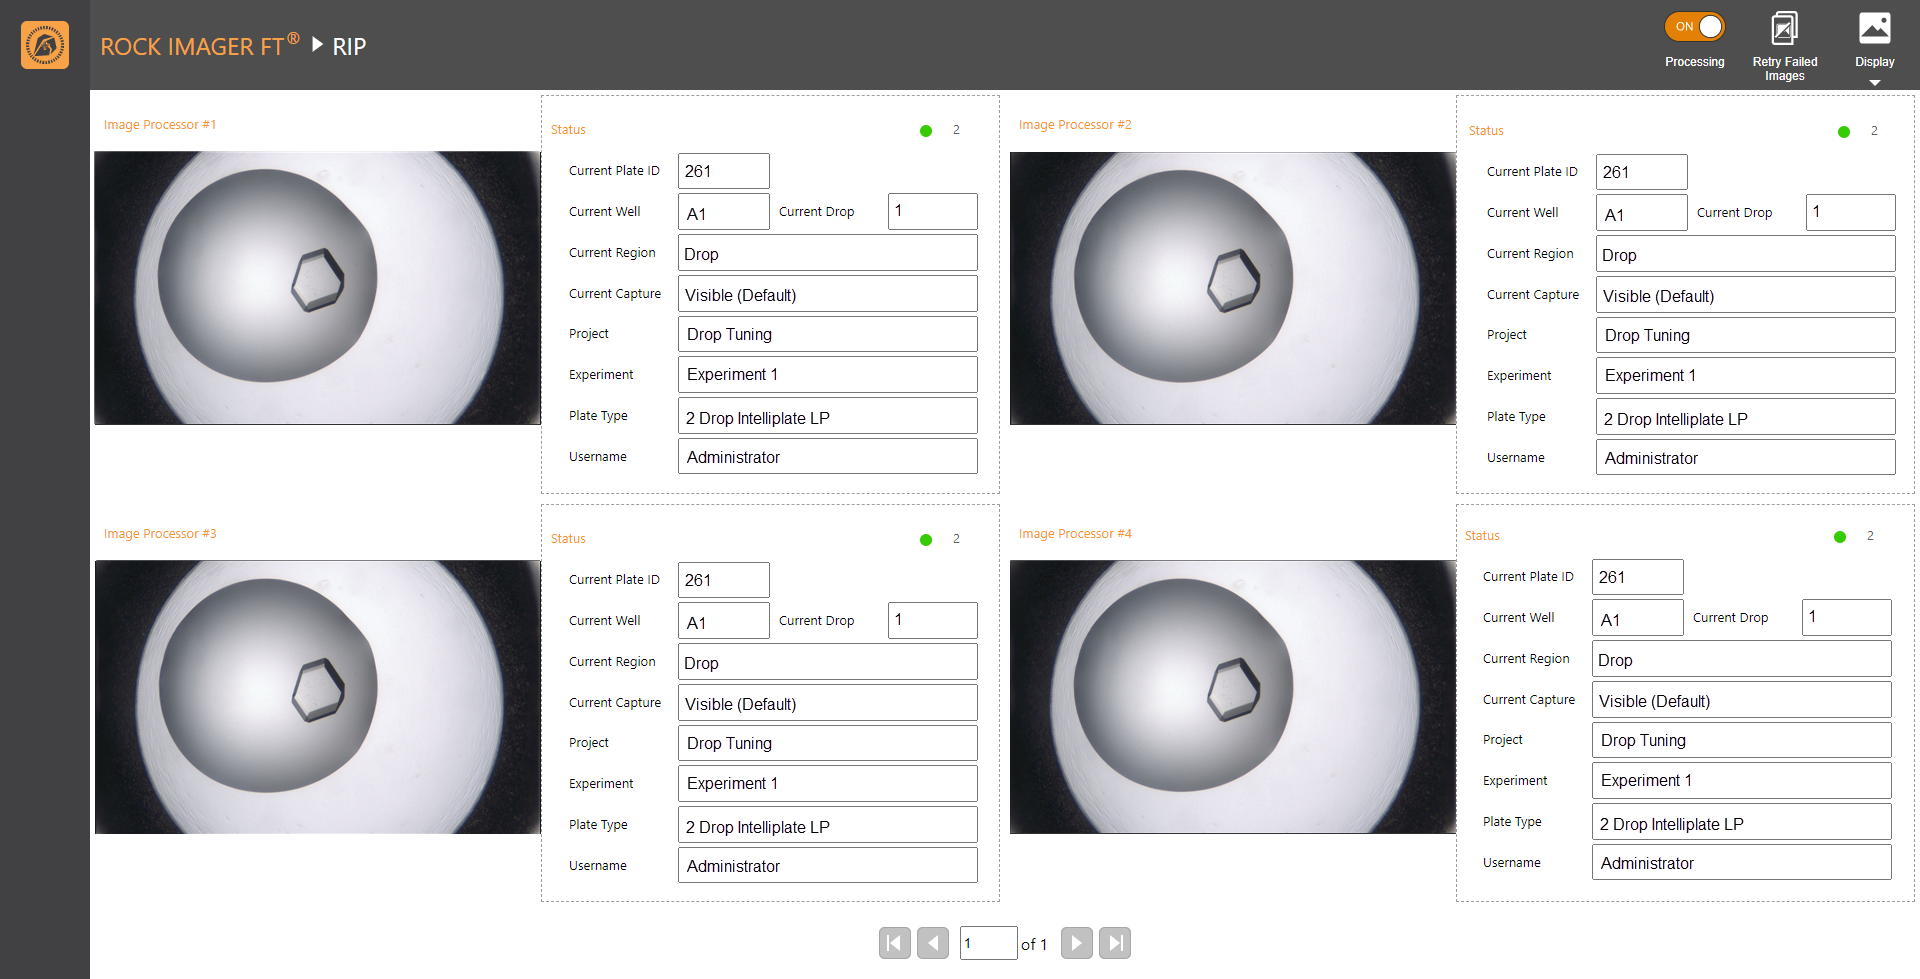 ROCK IMAGER FT® RIP
ON
Processing
Retry Failed
Images
Display
Image Processor #1
Status 2
Current Plate ID 261
Current Well A1 Current Drop 1
Current Region Drop
Current Capture Visible (Default)
Project Drop Tuning
Experiment Experiment 1
Plate Type 2 Drop Intelliplate LP
Username Administrator
Image Processor #2
Status 2
Current Plate ID 261
Current Well A1 Current Drop 1
Current Region Drop
Current Capture Visible (Default)
Project Drop Tuning
Experiment Experiment 1
Plate Type 2 Drop Intelliplate LP
Username Administrator
Image Processor #3
Status 2
Current Plate ID 261
Current Well A1 Current Drop 1
Current Region Drop
Current Capture Visible (Default)
Project Drop Tuning
Experiment Experiment 1
Plate Type 2 Drop Intelliplate LP
Username Administrator
Image Processor #4
Status 2
Current Plate ID 261
Current Well A1 Current Drop 1
Current Region Drop
Current Capture Visible (Default)
Project Drop Tuning
Experiment Experiment 1
Plate Type 2 Drop Intelliplate LP
Username Administrator
1 of 1